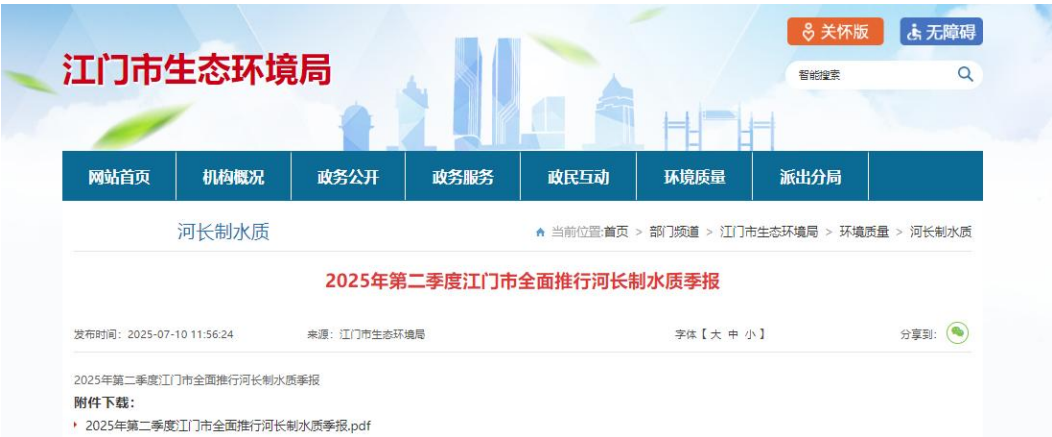 关怀版 无障碍
江门市生态环境局
智能搜索
网站首页 机构概况 政务公开 政务服务 政民互动 环境质量 派出分局
河长制水质 当前位置:首页 > 部门频道 > 江门市生态环境局 > 环境质量 > 河长制水质
2025年第二季度江门市全面推行河长制水质季报
发布时间：2025-07-10 11:56:24 来源：江门市生态环境局 字体【 大 中 小 】 分享到：
2025年第二季度江门市全面推行河长制水质季报
附件下载：
2025年第二季度江门市全面推行河长制水质季报.pdf